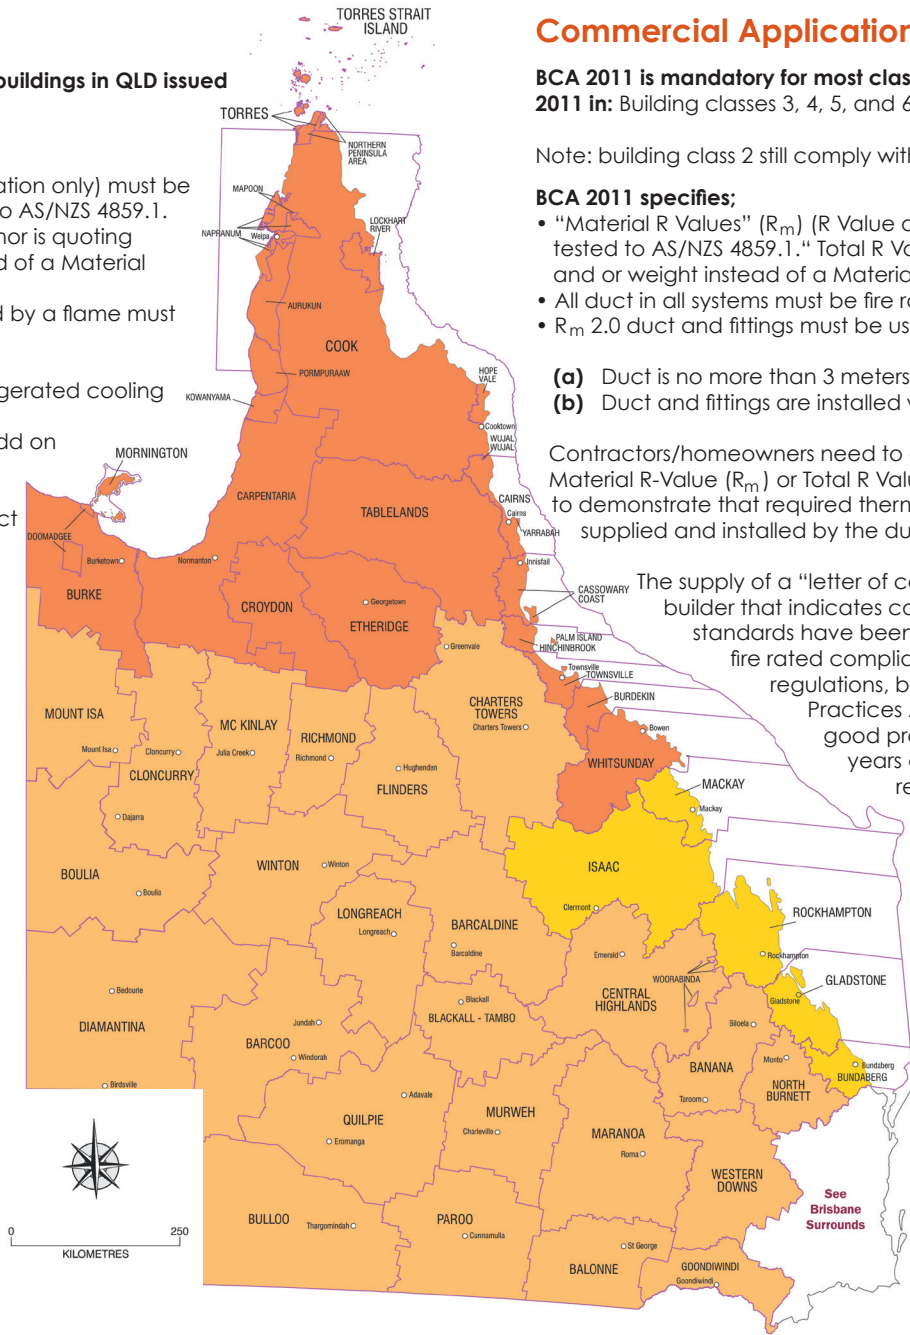 TORRES STRAIT
ISLAND
Commercial Application
buildings in QLD issued
BCA 2011 is mandatory for most clas
2011 in: Building classes 3, 4, 5, and 6
TORRES
NORTHERN
PENINSULA
AREA
Note: building class 2 still comply with
ation only) must be
o AS/NZS 4859.1.
nor is quoting
d of a Material
d by a flame must
gerated cooling
dd on
ct
BCA 2011 specifies;
• “Material R Values” (Rm) (R Value o
tested to AS/NZS 4859.1.“ Total R Va
and or weight instead of a Materia
• All duct in all systems must be fire ra
• Rm 2.0 duct and fittings must be us
(a) Duct is no more than 3 meters
(b) Duct and fittings are installed w
Contractors/homeowners need to
Material R-Value (Rm) or Total R Valu
to demonstrate that required therm
supplied and installed by the du
The supply of a “letter of co
builder that indicates co
standards have been
fire rated complia
regulations, b
Practices A
good pro
years
re
MAPOON
NAPRANUM
Weipa
LOCKHART
RIVER
AURUKUN
COOK
PORMPURAAW
KOWANYAMA
HOPE
VALE
Cooktown
WUJAL
WUJAL
MORNINGTON
CARPENTARIA
TABLELANDS
CAIRNS
Cairns
YARRABAH
DOOMADGEE
Burketown
Normanton
Innisfail
BURKE
CROYDON
Georgetown
ETHERIDGE
CASSOWARY
COAST
Greenvale
PALM ISLAND
HINCHINBROOK
Townsville
TOWNSVILLE
BURDEKIN
MOUNT ISA
MC KINLAY
RICHMOND
CHARTERS
TOWERS
Charters Towers
Bowen
Mount Isa
Cloncurry
Julia Creek
Richmond
CLONCURRY
Hughenden
FLINDERS
WHITSUNDAY
MACKAY
Mackay
Dajarra
BOULIA
Boulia
WINTON
Winton
ISAAC
Clermont
LONGREACH
Longreach
BARCALDINE
Barcaldine
ROCKHAMPTON
Rockhampton
Emerald
WOORABINDA
GLADSTONE
Gladstone
Bedourie
DIAMANTINA
Blackall
BLACKALL - TAMBO
CENTRAL
HIGHLANDS
Jundah
BARCOO
Windorah
Biloela
BANANA
Monto
Bundaberg
BUNDABERG
NORTH
BURNETT
Taroom
Birdsville
Adavale
QUILPIE
Eromanga
MURWEH
Charleville
MARANOA
Roma
WESTERN
DOWNS
See
Brisbane
Surrounds
BULLOO
Thargomindah
PAROO
Cunnamulla
St George
BALONNE
GOONDIWINDI
Goondiwindi
0 250
KILOMETRES